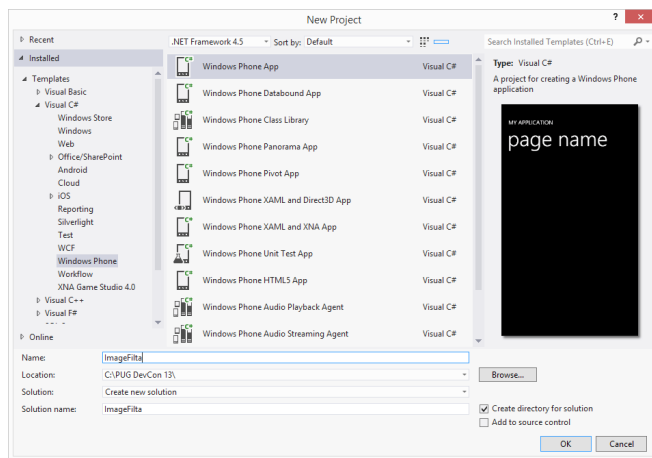 New Project
? x
Recent
.NET Framework 4.5
Sort by: Default
Search Installed Templates (Ctrl+E)
Installed
Templates
Visual Basic
Visual C#
Windows Store
Windows
Web
Office/SharePoint
Android
Cloud
iOS
Reporting
Silverlight
Test
WCF
Windows Phone
Workflow
XNA Game Studio 4.0
Visual C++
Visual F#
Online
Windows Phone App Visual C#
Windows Phone Databound App Visual C#
Windows Phone Class Library Visual C#
Windows Phone Panorama App Visual C#
Windows Phone Pivot App Visual C#
Windows Phone XAML and Direct3D App Visual C#
Windows Phone XAML and XNA App Visual C#
Windows Phone Unit Test App Visual C#
Windows Phone HTML5 App Visual C#
Windows Phone Audio Playback Agent Visual C#
Windows Phone Audio Streaming Agent Visual C#
Type: Visual C#
A project for creating a Windows Phone
application
MY APPLICATION
page name
Name: ImageFilta
Location: C:\PUG DevCon 13\
Browse...
Solution: Create new solution
Solution name: ImageFilta
Create directory for solution
Add to source control
OK Cancel